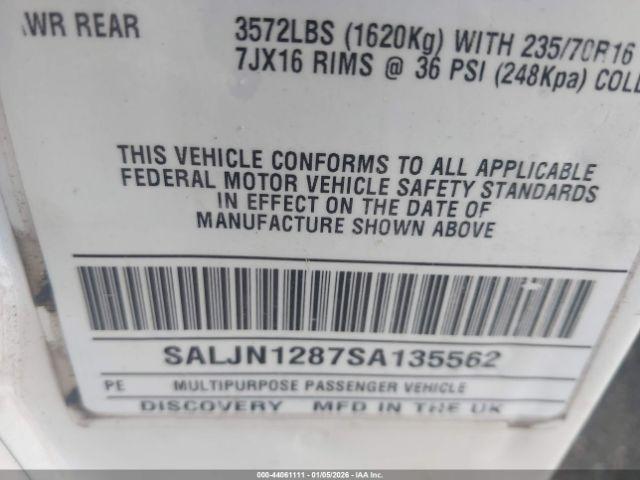 WR REAR 3572LBS (1620Kg) WITH 235/70R16
7JX16 RIMS @ 36 PSI (248Kpa) COLD
THIS VEHICLE CONFORMS TO ALL APPLICABLE
FEDERAL MOTOR VEHICLE SAFETY STANDARDS
IN EFFECT ON THE DATE OF
MANUFACTURE SHOWN ABOVE
SALJN1287SA135562
PE MULTIPURPOSE PASSENGER VEHICLE
DISCOVERY MFD IN THE UK
000-44061111 - 01/05/2026 - IAA Inc.